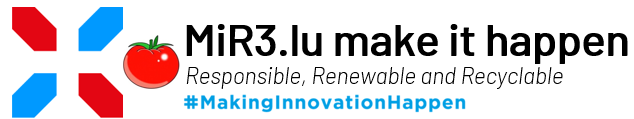 MiR3.lu make it happen
Responsible, Renewable and Recyclable
#MakingInnovationHappen